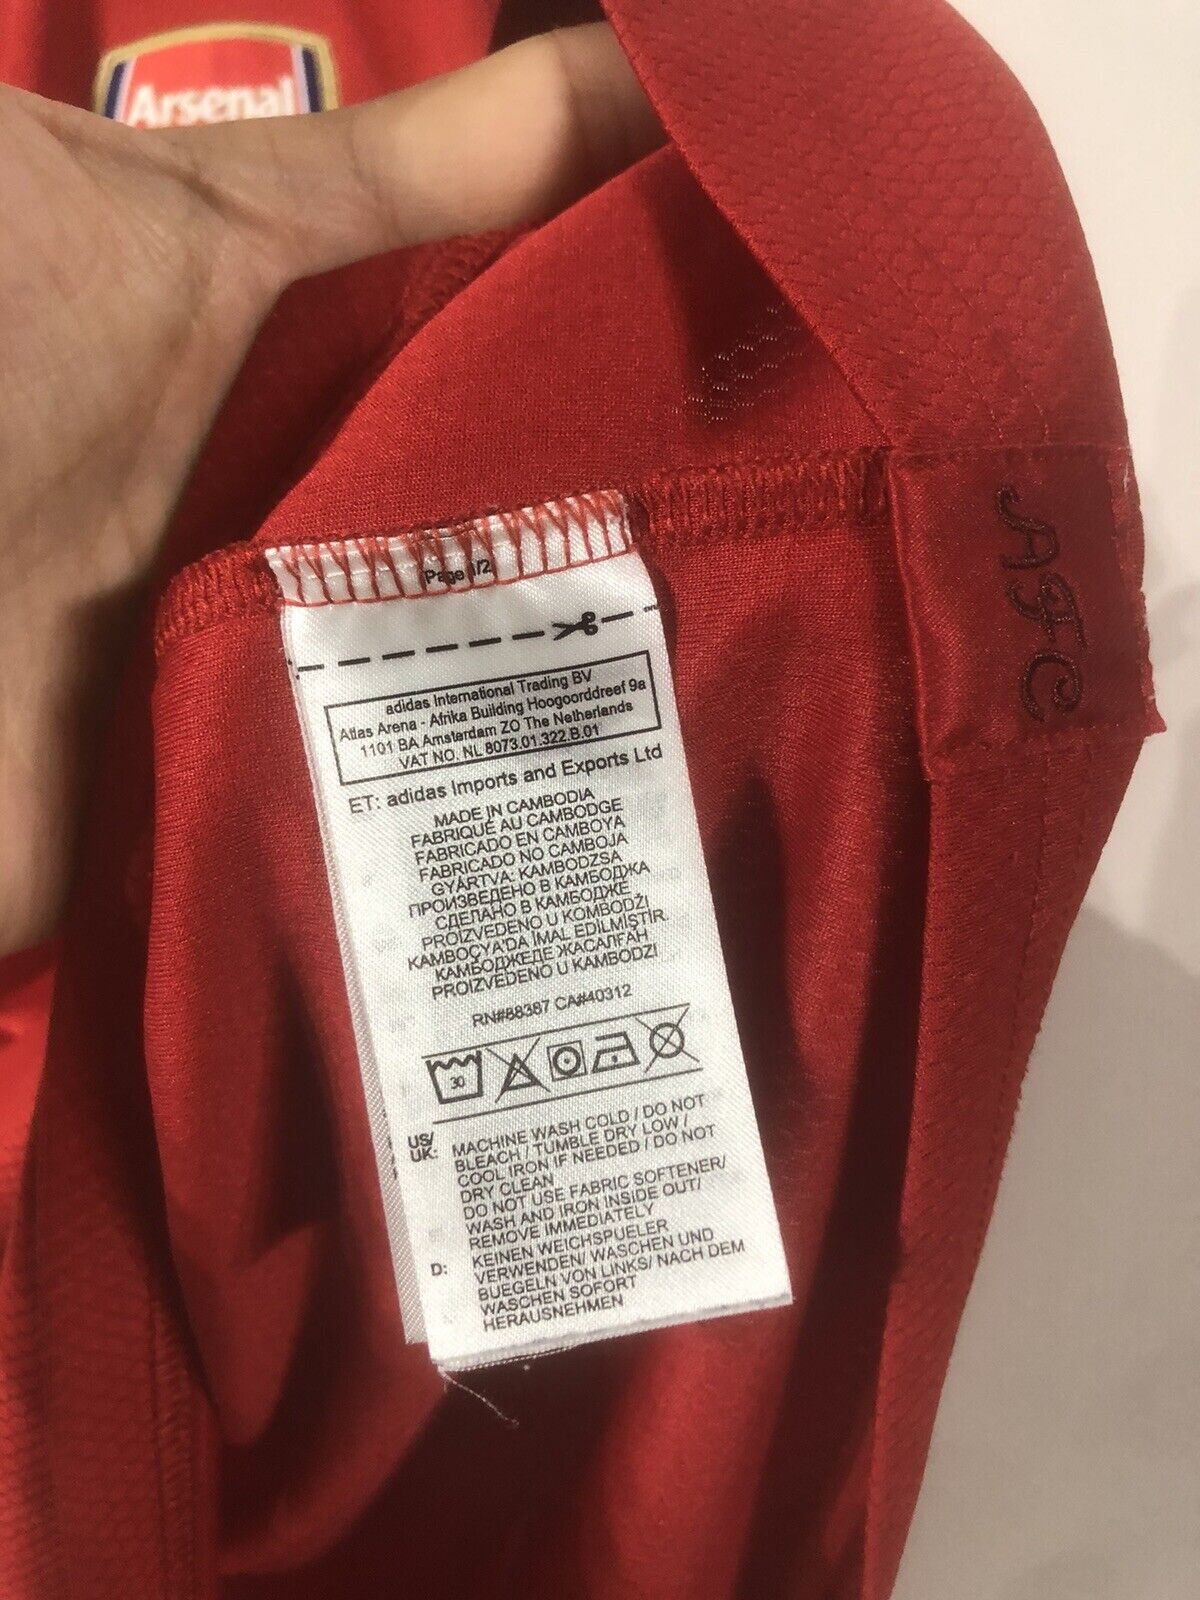 Arsenal
Page 1/2
adidas International Trading BV
Atlas Arena - Afrika Building Hoogoorddreef 9a
1101 BA Amsterdam ZO The Netherlands
VAT NO. NL 8073.01.322.B.01
ET: adidas Imports and Exports Ltd
MADE IN CAMBODIA
FABRIQUÉ AU CAMBODGE
FABRICADO EN CAMBOYA
FABRICADO NO CAMBOJA
GYÁRTVA: KAMBODZSA
ПРОИЗВЕДЕНО В КАМБОДЖА
СДЕЛАНО В КАМБОДЖЕ
PROIZVEDENO U KOMBODŽI
KAMBOÇYA'DA İMAL EDİLMİŞTİR.
КАМБОДЖЕДЕ ЖАСАЛҒАН
PROIZVEDENO U KAMBODZI
RN#88387 CA#40312
30
US/UK: MACHINE WASH COLD / DO NOT
BLEACH / TUMBLE DRY LOW /
COOL IRON IF NEEDED / DO NOT
DRY CLEAN
DO NOT USE FABRIC SOFTENER/
WASH AND IRON INSIDE OUT/
REMOVE IMMEDIATELY
D: KEINEN WEICHSPUELER
VERWENDEN/ WASCHEN UND
BUEGELN VON LINKS/ NACH DEM
WASCHEN SOFORT
HERAUSNEHMEN
AFC